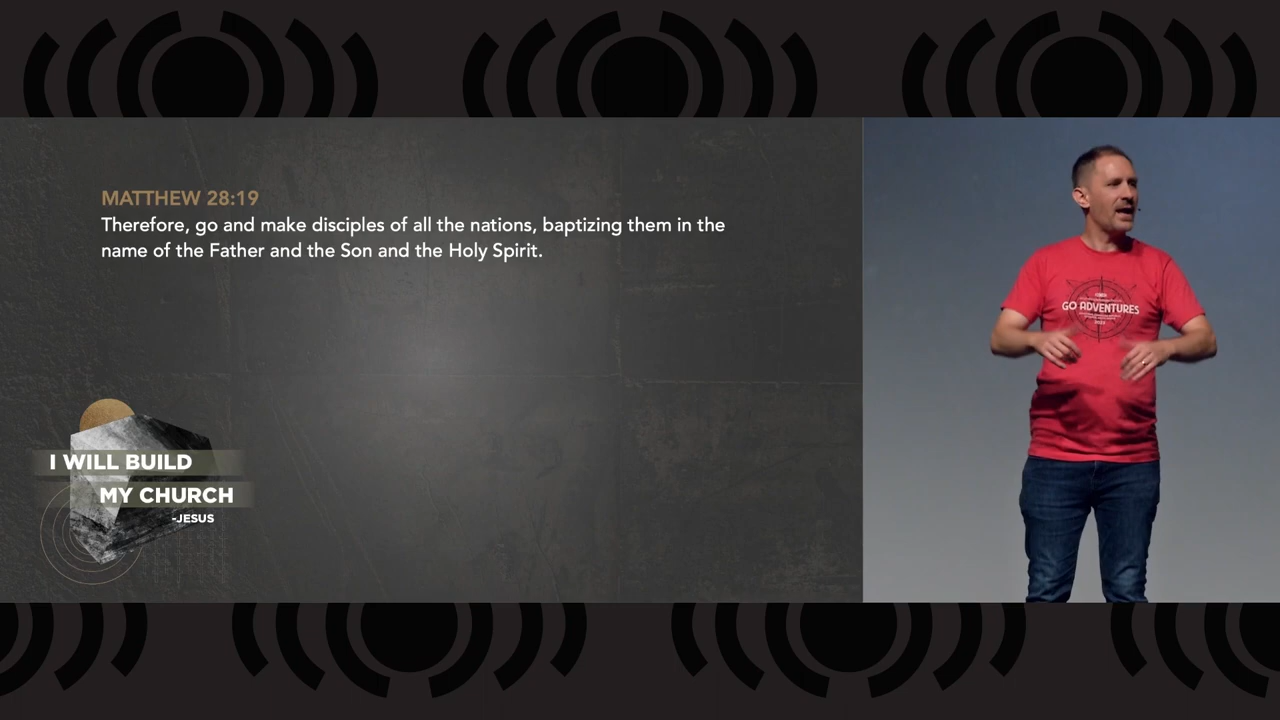 MATTHEW 28:19
Therefore, go and make disciples of all the nations, baptizing them in the
name of the Father and the Son and the Holy Spirit.
I WILL BUILD
MY CHURCH
-JESUS
GO ADVENTURES